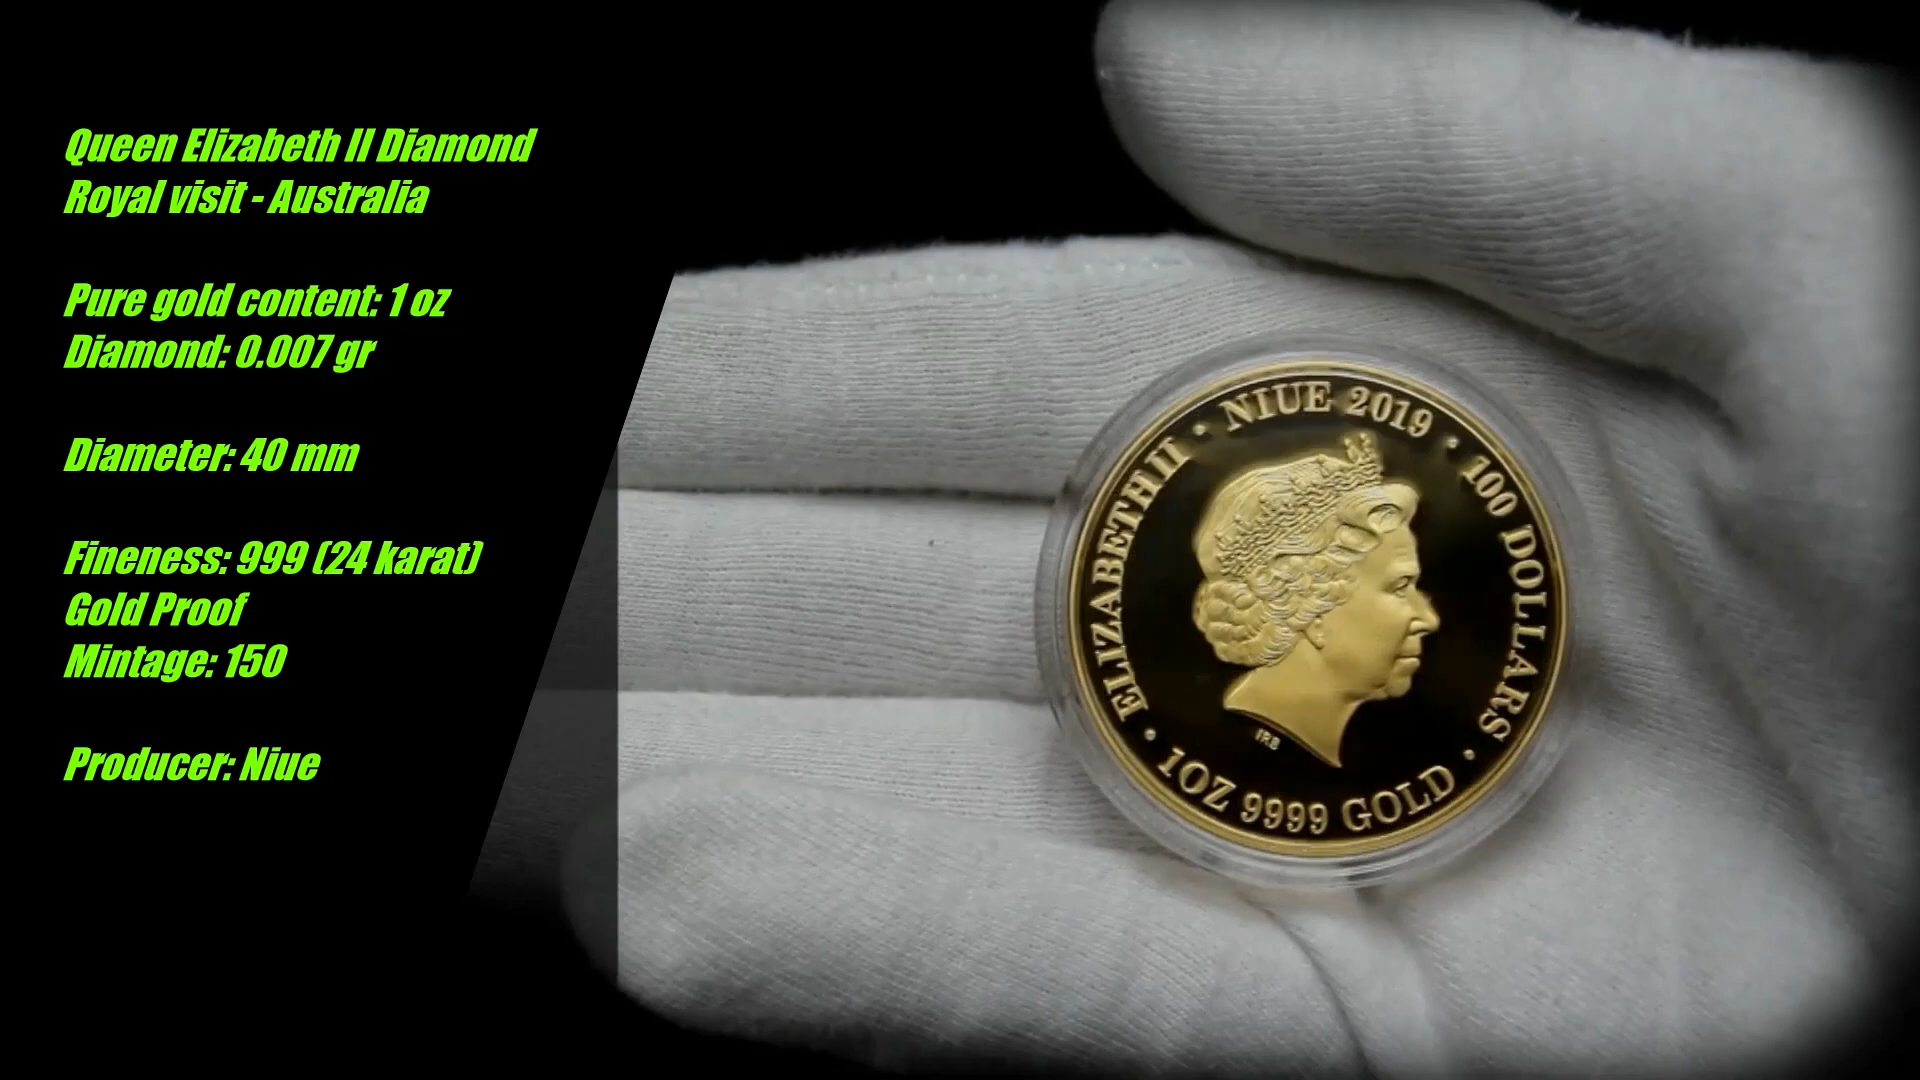 Queen Elizabeth II Diamond
Royal visit - Australia
Pure gold content: 1 oz
Diamond: 0.007 gr
Diameter: 40 mm
Fineness: 999 (24 karat)
Gold Proof
Mintage: 150
Producer: Niue
ELIZABETH II • NIUE 2019 • 100 DOLLARS •
1OZ 9999 GOLD •
IRB